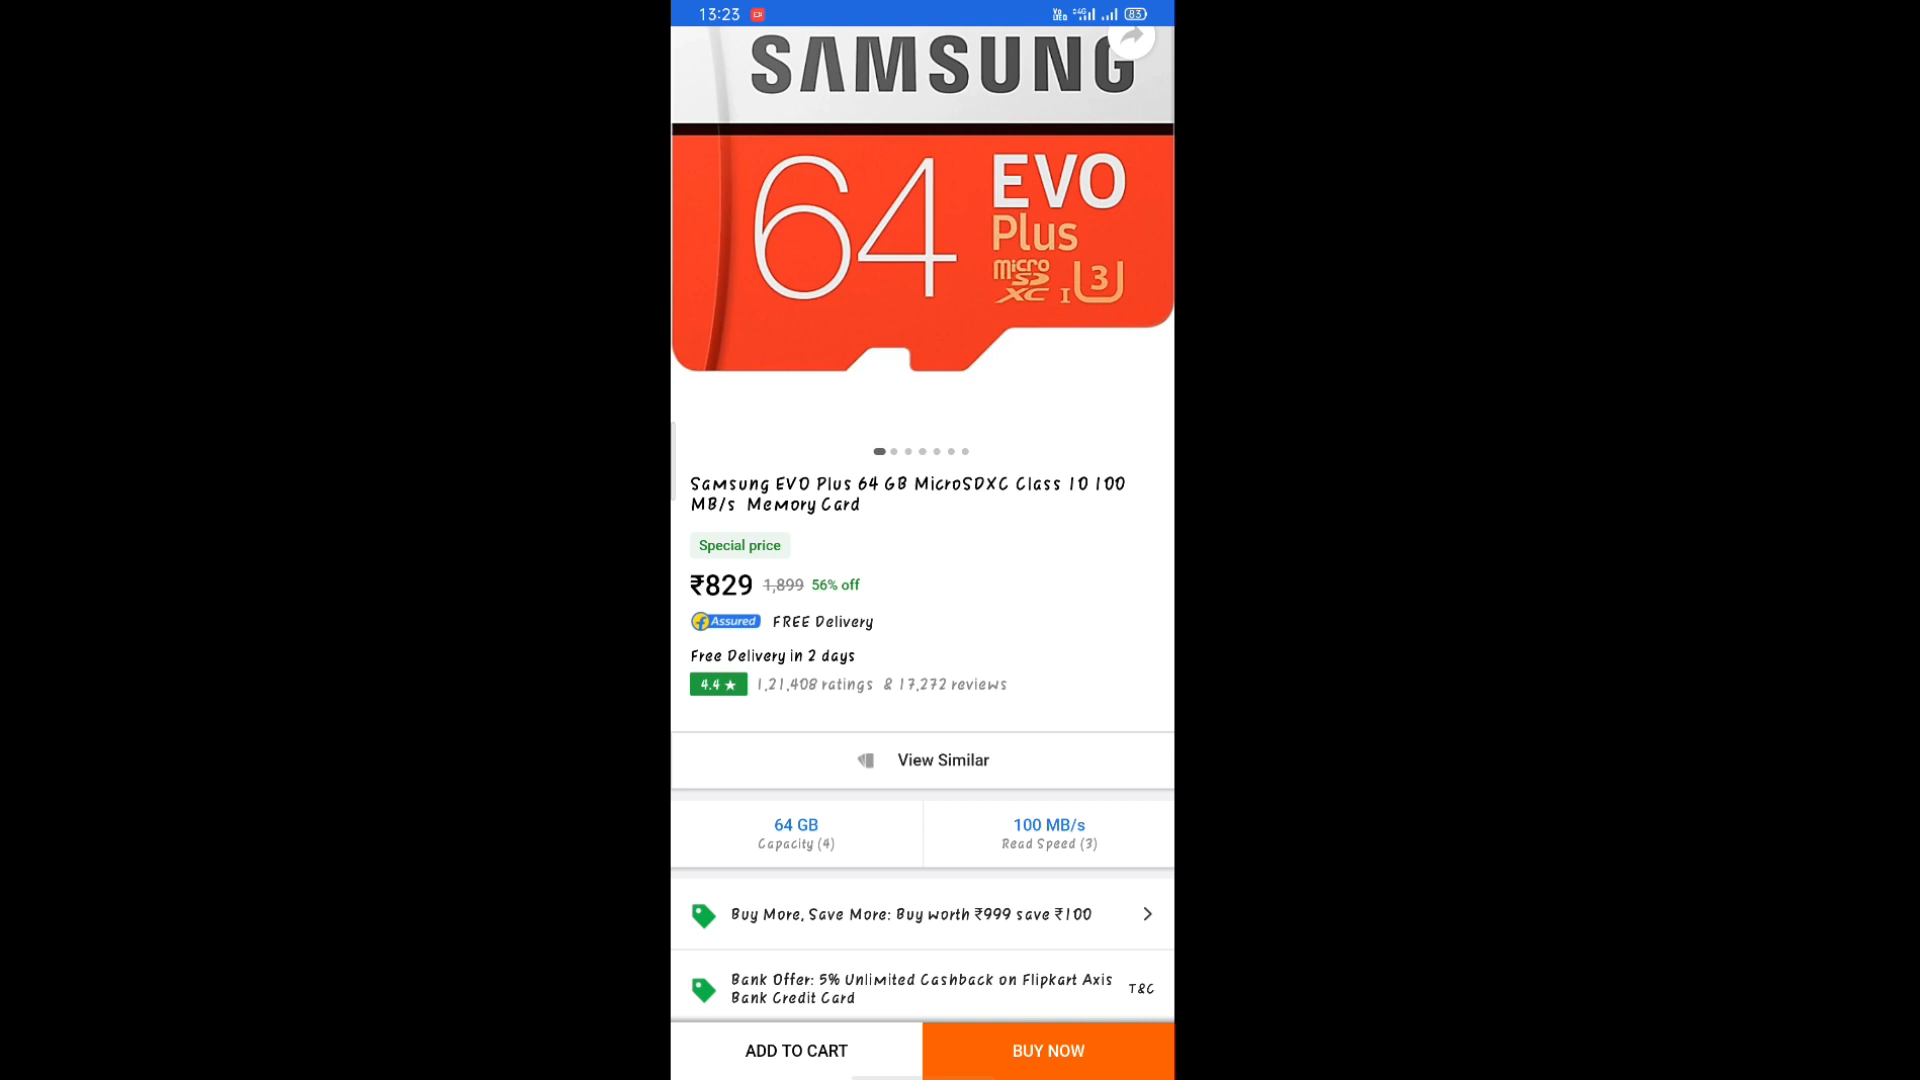 13:23 83
SAMSUNG
64 EVO
Plus
micro
SD
XC I U3
Samsung EVO Plus 64 GB MicroSDXC Class 10 100
MB/s Memory Card
Special price
₹829 1,899 56% off
f Assured FREE Delivery
Free Delivery in 2 days
4.4 ★ 1,21,408 ratings & 17,272 reviews
View Similar
64 GB 100 MB/s
Capacity (4) Read Speed (3)
Buy More, Save More: Buy worth ₹999 save ₹100
Bank Offer: 5% Unlimited Cashback on Flipkart Axis
Bank Credit Card T&C
ADD TO CART BUY NOW